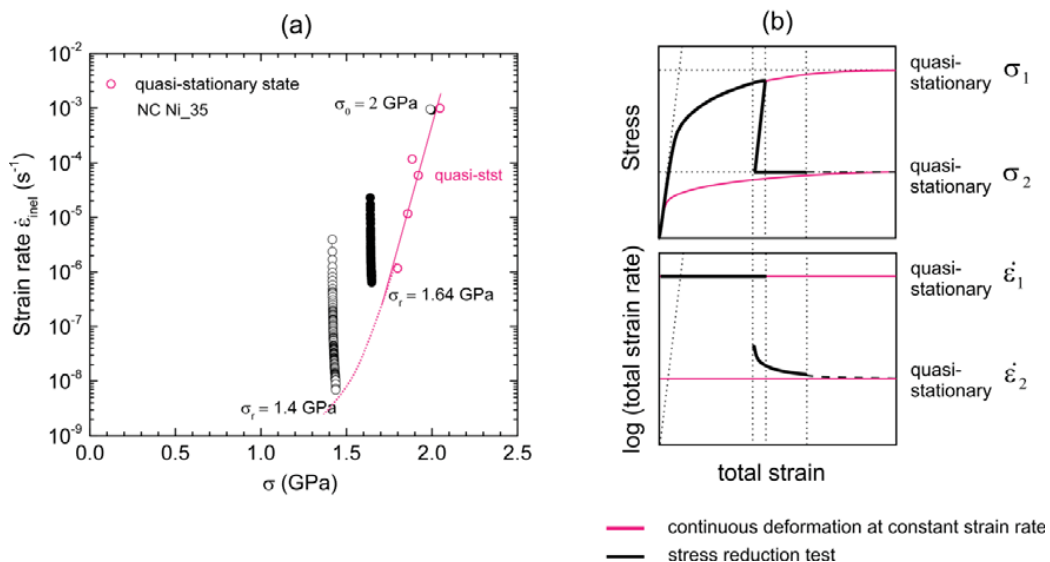 (a)
10⁻²
10⁻³
10⁻⁴
10⁻⁵
10⁻⁶
10⁻⁷
10⁻⁸
10⁻⁹
Strain rate ε̇inel (s⁻¹)
quasi-stationary state
NC Ni_35
σ₀ = 2 GPa
quasi-stst
σr = 1.64 GPa
σr = 1.4 GPa
0.0 0.5 1.0 1.5 2.0 2.5
σ (GPa)
(b)
Stress
quasi-
stationary σ₁
quasi-
stationary σ₂
log (total strain rate)
quasi-
stationary ε̇₁
quasi-
stationary ε̇₂
total strain
continuous deformation at constant strain rate
stress reduction test